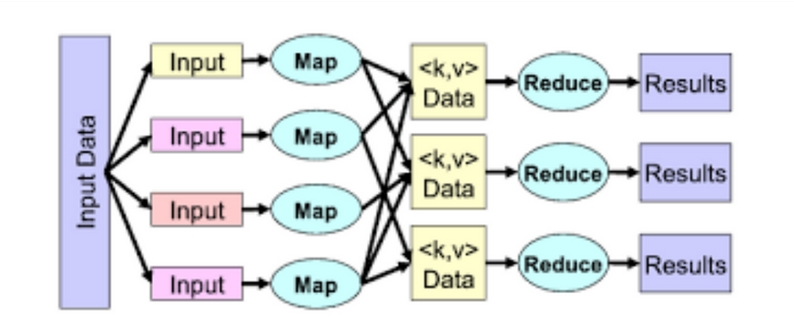 Input Data
Input
Map
Input
Map
Input
Map
Input
Map
<k,v>
Data
Reduce
Results
<k,v>
Data
Reduce
Results
<k,v>
Data
Reduce
Results